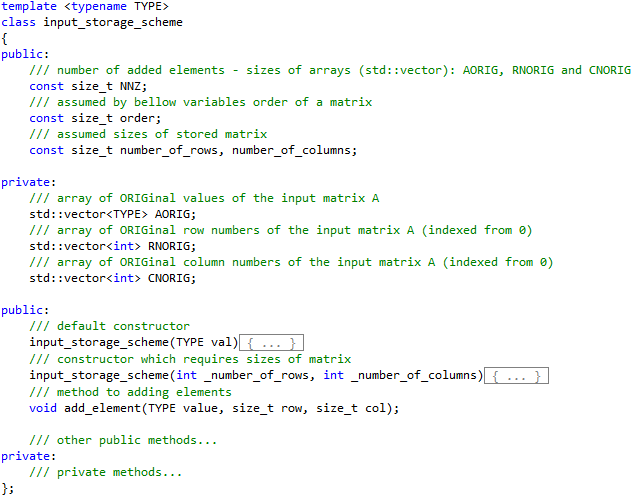 template <typename TYPE>
class input_storage_scheme
{
public:
    /// number of added elements - sizes of arrays (std::vector): AORIG, RNORIG and CNORIG
    const size_t NNZ;
    /// assumed by bellow variables order of a matrix
    const size_t order;
    /// assumed sizes of stored matrix
    const size_t number_of_rows, number_of_columns;

private:
    /// array of ORIGinal values of the input matrix A
    std::vector<TYPE> AORIG;
    /// array of ORIGinal row numbers of the input matrix A (indexed from 0)
    std::vector<int> RNORIG;
    /// array of ORIGinal column numbers of the input matrix A (indexed from 0)
    std::vector<int> CNORIG;

public:
    /// default constructor
    input_storage_scheme(TYPE val){ ... }
    /// constructor which requires sizes of matrix
    input_storage_scheme(int _number_of_rows, int _number_of_columns){ ... }
    /// method to adding elements
    void add_element(TYPE value, size_t row, size_t col);

    /// other public methods...
private:
    /// private methods...
};